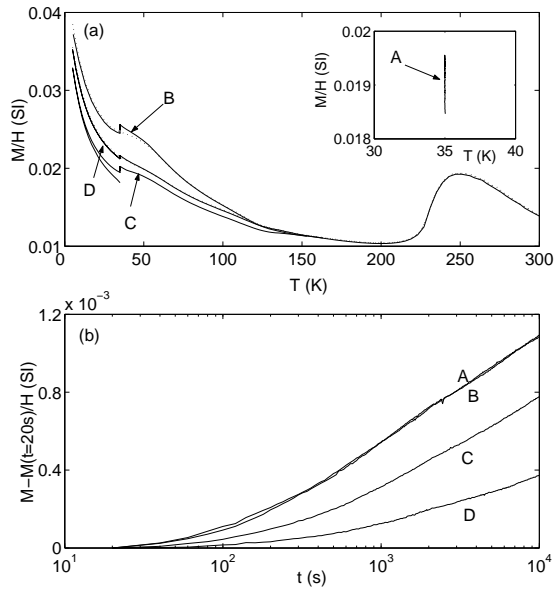 (a)
M/H (SI)
0.04
0.03
0.02
0.01
0
50
100
150
200
250
300
T (K)
B
D
C
A
M/H (SI)
0.02
0.019
0.018
30
35
40
T (K)
x 10⁻³
(b)
M−M(t=20s)/H (SI)
1.2
0.8
0.4
0
10¹
10²
10³
10⁴
t (s)
A
B
C
D